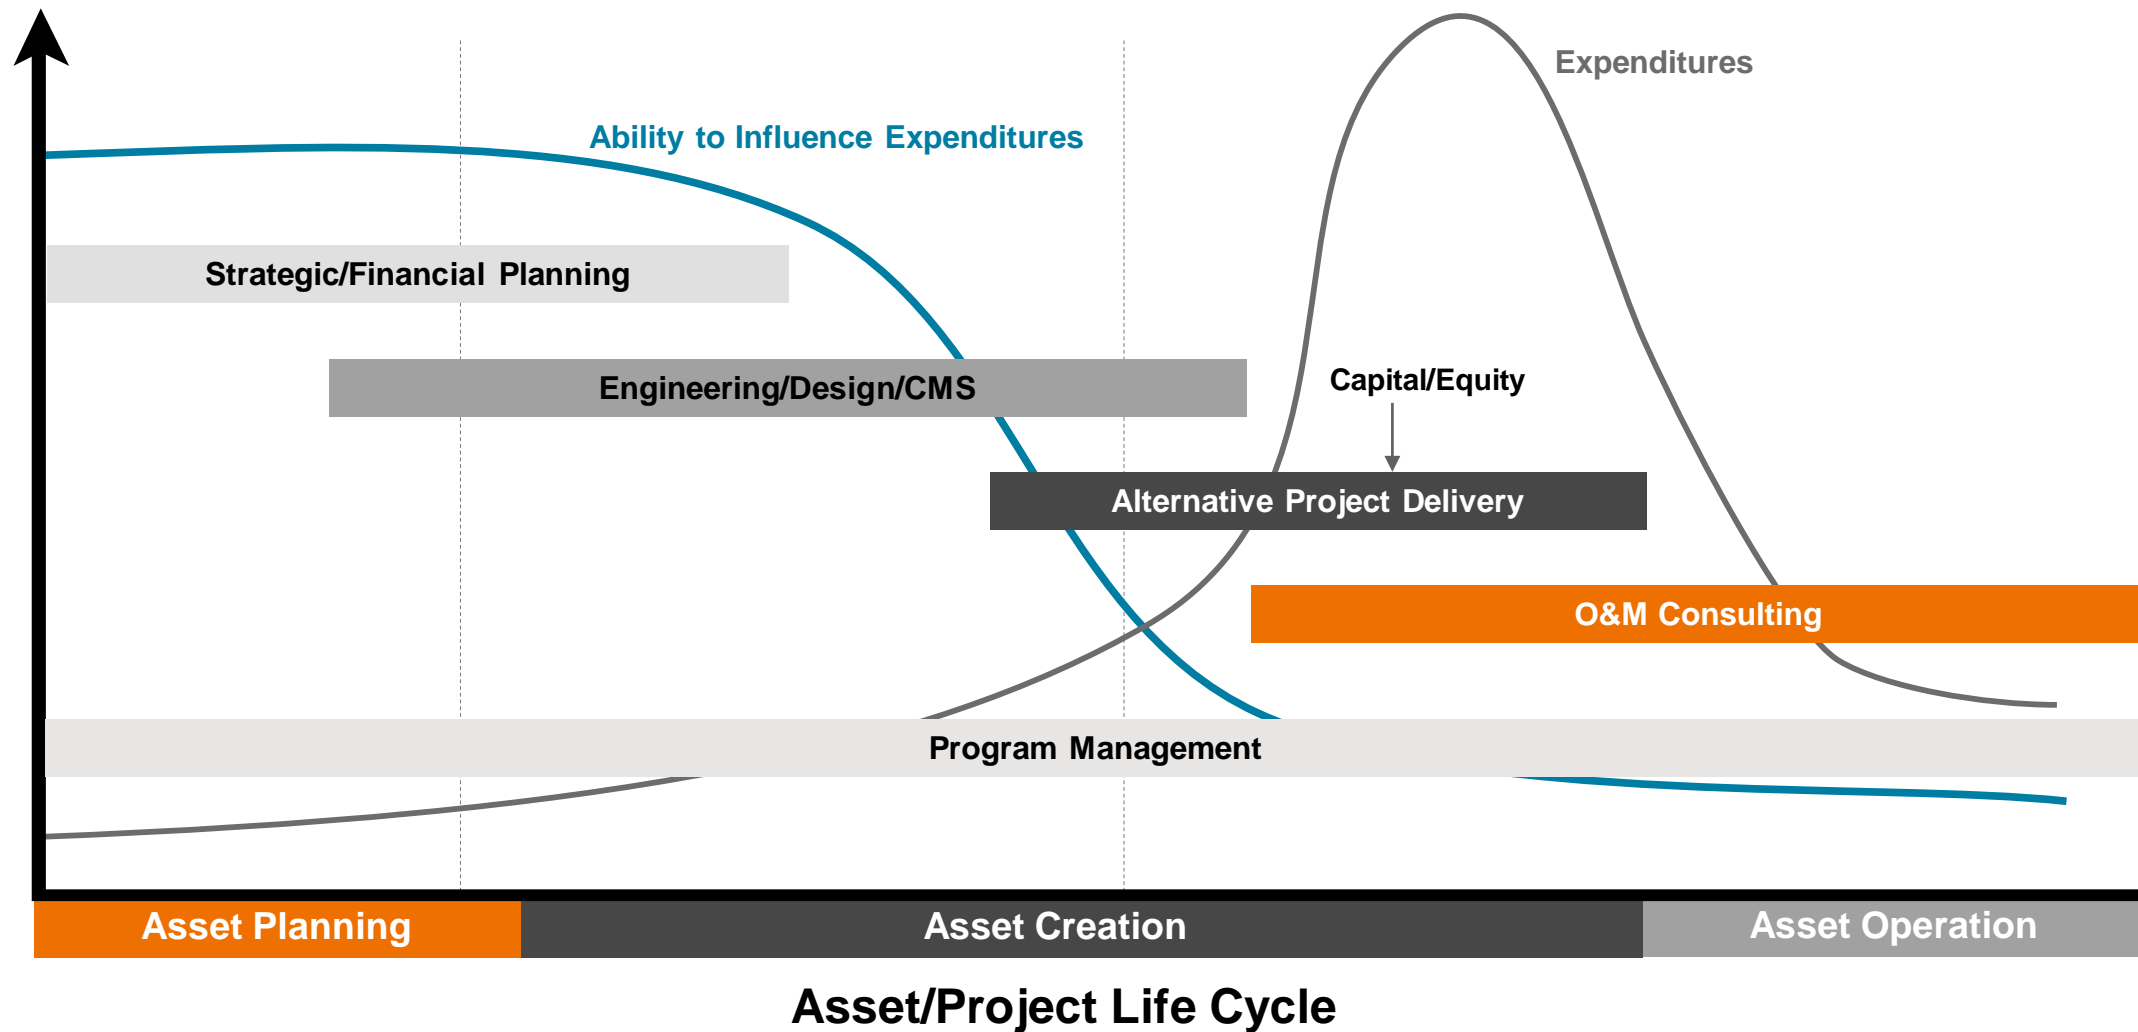 Expenditures
Ability to Influence Expenditures
Strategic/Financial Planning
Engineering/Design/CMS
Capital/Equity
Alternative Project Delivery
O&M Consulting
Program Management
Asset Planning
Asset Creation
Asset Operation
Asset/Project Life Cycle